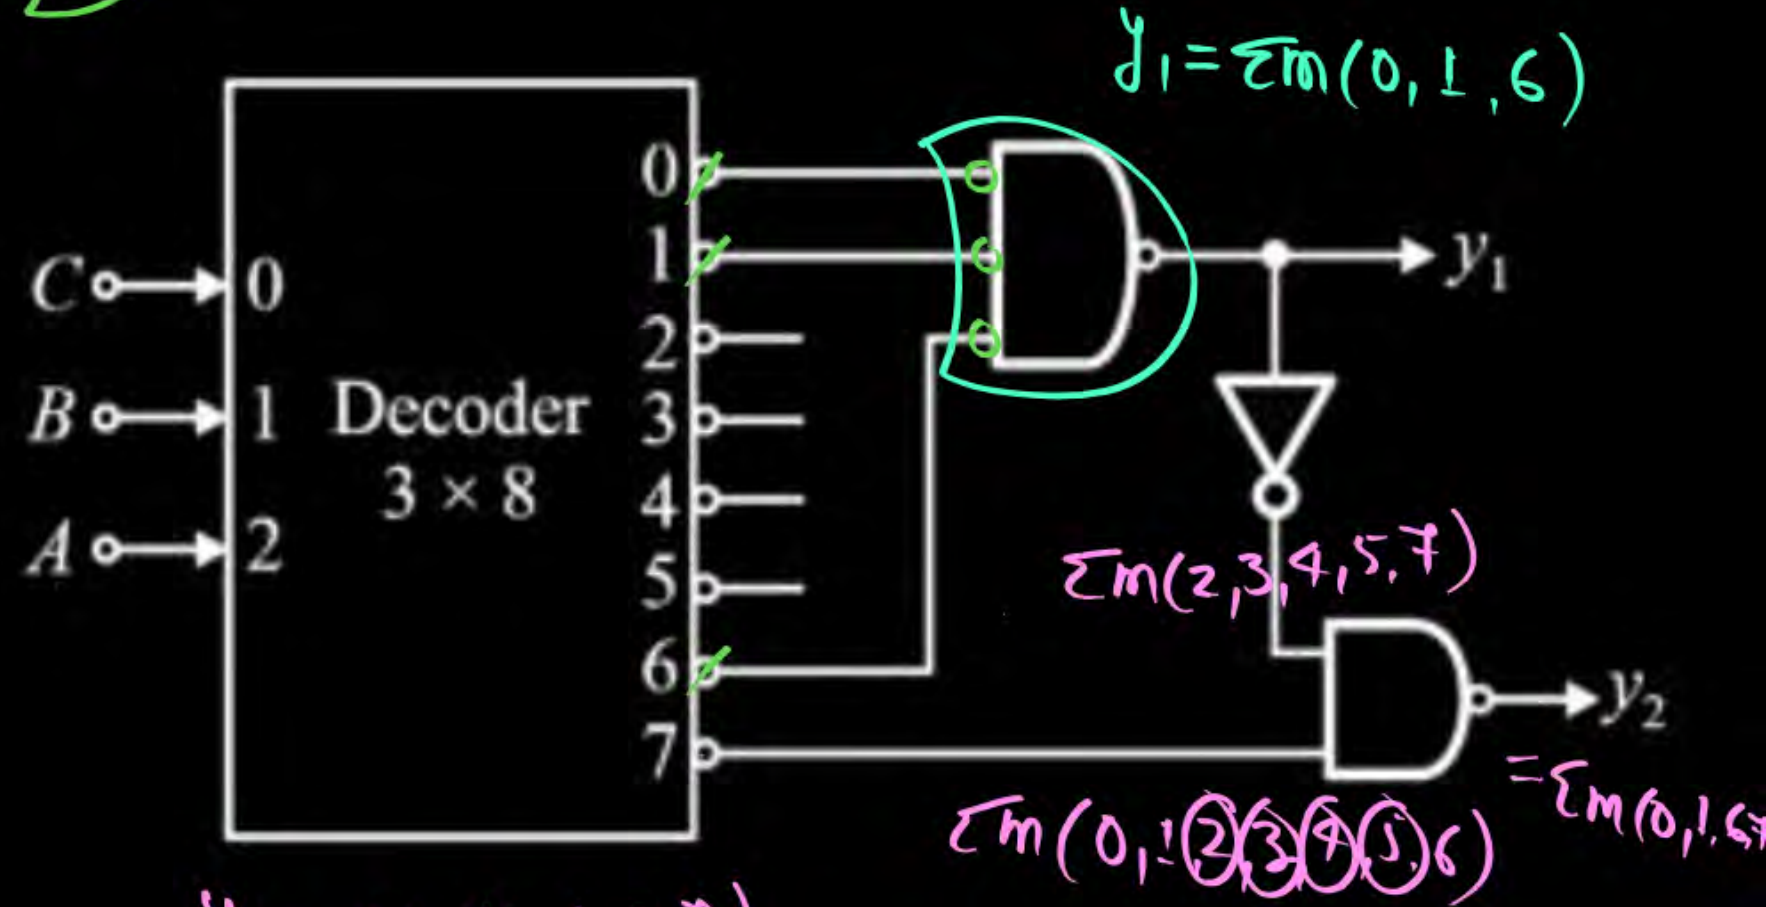 y₁ = Σm(0, 1, 6)
0
1
C 0
y₁
2
B 1
Decoder
3
3 × 8
4
A 2
5
Σm(2,3,4,5,7)
6
y₂
7
= Σm(0,1,6,7
Σm(0,1,2,3,4,5,6)